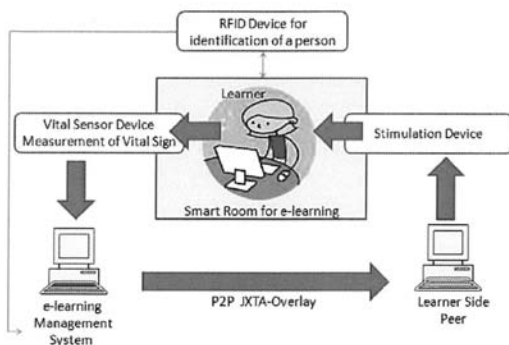 RFID Device for
identification of a person
Learner
Vital Sensor Device
Measurement of Vital Sign
Stimulation Device
Smart Room for e-learning
e-learning
Management
System
P2P JXTA-Overlay
Learner Side
Peer